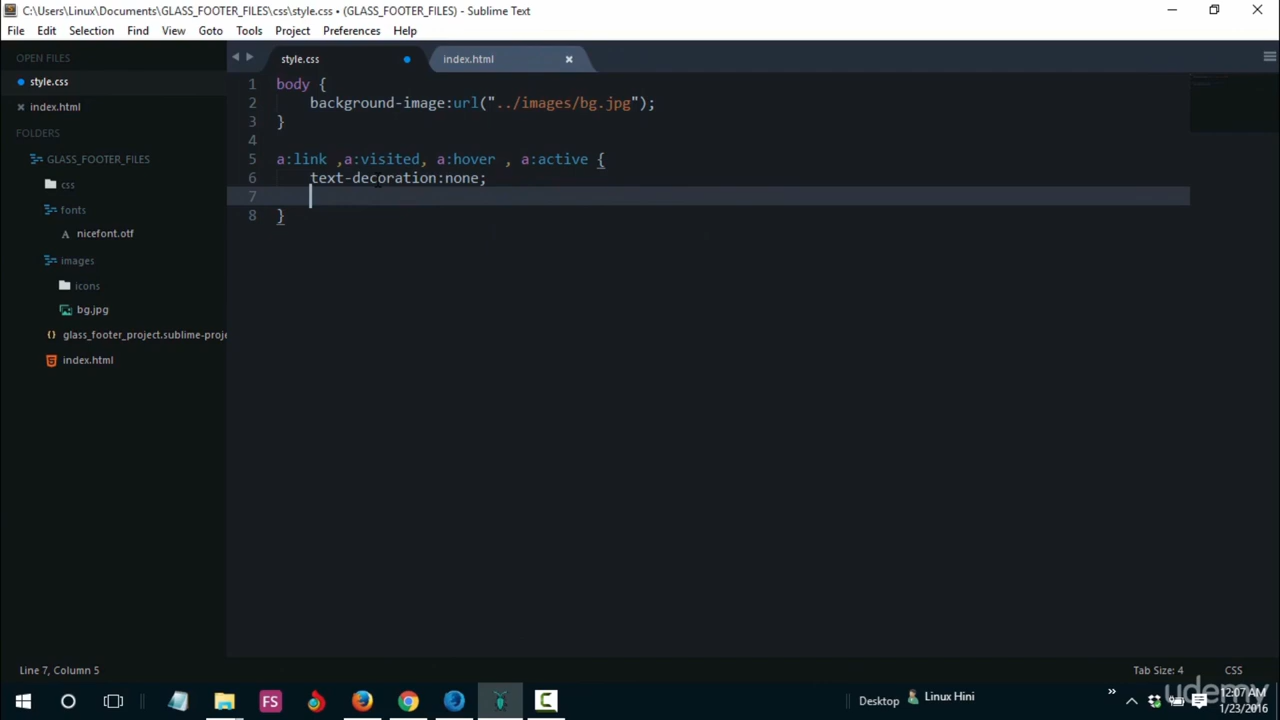 C:\Users\Linux\Documents\GLASS_FOOTER_FILES\css\style.css • (GLASS_FOOTER_FILES) - Sublime Text
File Edit Selection Find View Goto Tools Project Preferences Help
OPEN FILES
style.css
index.html
FOLDERS
GLASS_FOOTER_FILES
css
fonts
nicefont.otf
images
icons
bg.jpg
{} glass_footer_project.sublime-proje
index.html
style.css index.html
1 body {
2 background-image:url("../images/bg.jpg");
3 }
4
5 a:link ,a:visited, a:hover , a:active {
6 text-decoration:none;
7
8 }
Line 7, Column 5 Tab Size: 4 CSS
FS Desktop Linux Hini 12:07 AM
1/23/2016
udemy